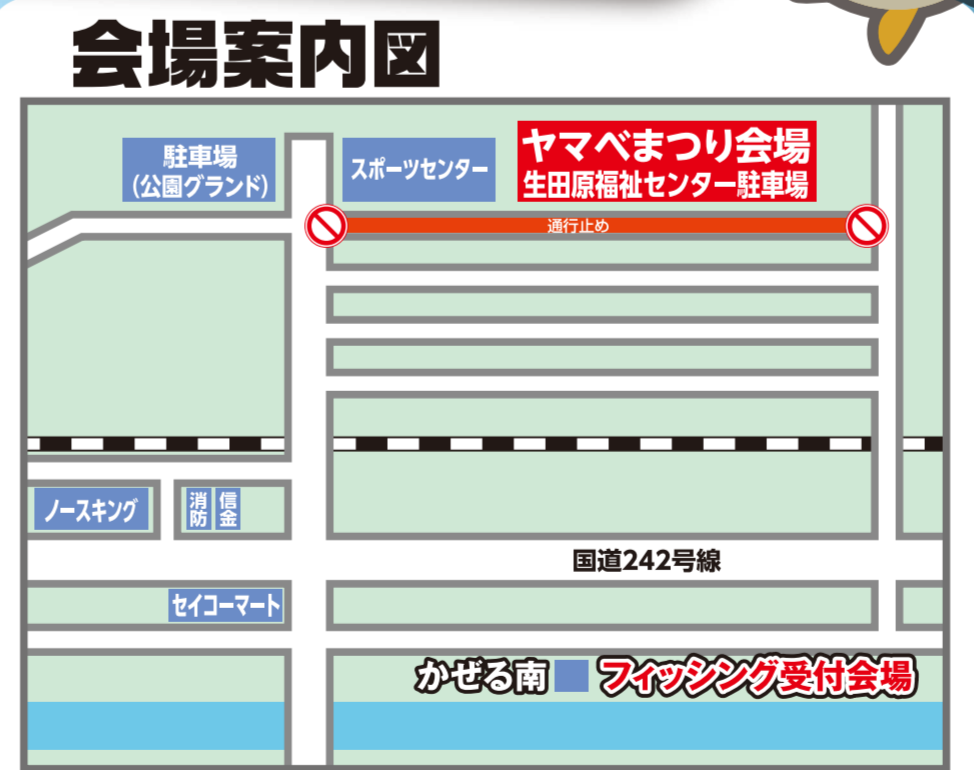 会場案内図
駐車場
(公園グランド)
スポーツセンター
ヤマベまつり会場
生田原福祉センター駐車場
通行止め
ノースキング
消防
信金
国道242号線
セイコーマート
かぜる南
フィッシング受付会場